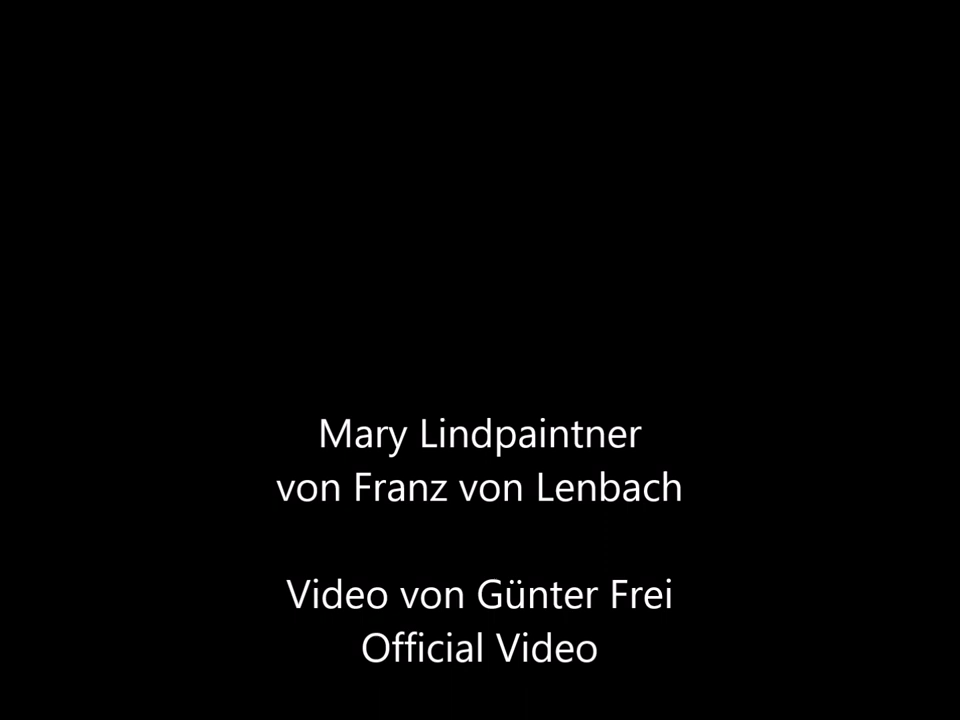 Mary Lindpaintner
von Franz von Lenbach
Video von Günter Frei
Official Video